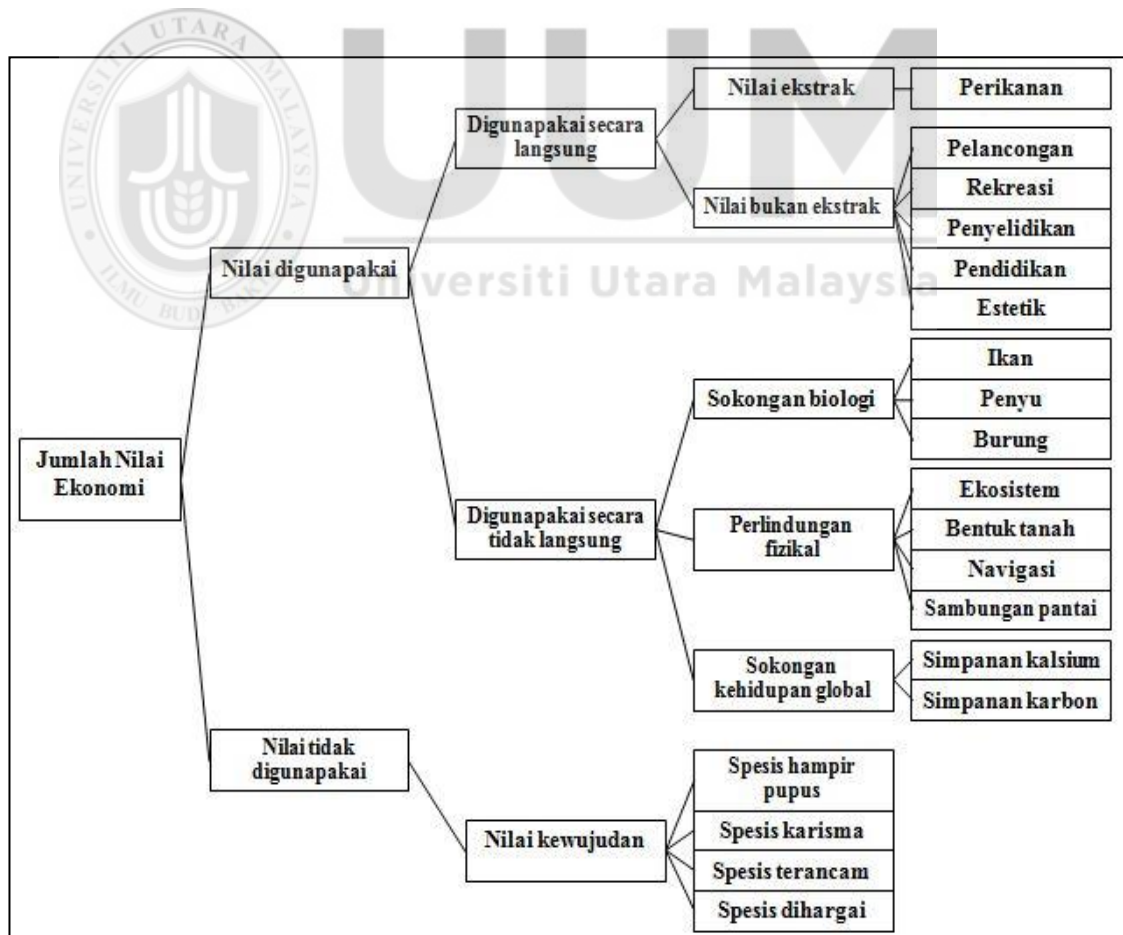 UNIVERSITI UTARA MALAYSIA
ILMU BUDI BAKTI
UUM
Universiti Utara Malaysia
Jumlah Nilai
Ekonomi
Nilai digunapakai
Digunapakai secara
langsung
Nilai ekstrak
Perikanan
Nilai bukan ekstrak
Pelancongan
Rekreasi
Penyelidikan
Pendidikan
Estetik
Digunapakai secara
tidak langsung
Sokongan biologi
Ikan
Penyu
Burung
Perlindungan
fizikal
Ekosistem
Bentuk tanah
Navigasi
Sambungan pantai
Sokongan
kehidupan global
Simpanan kalsium
Simpanan karbon
Nilai tidak
digunapakai
Nilai kewujudan
Spesis hampir
pupus
Spesis karisma
Spesis terancam
Spesis dihargai